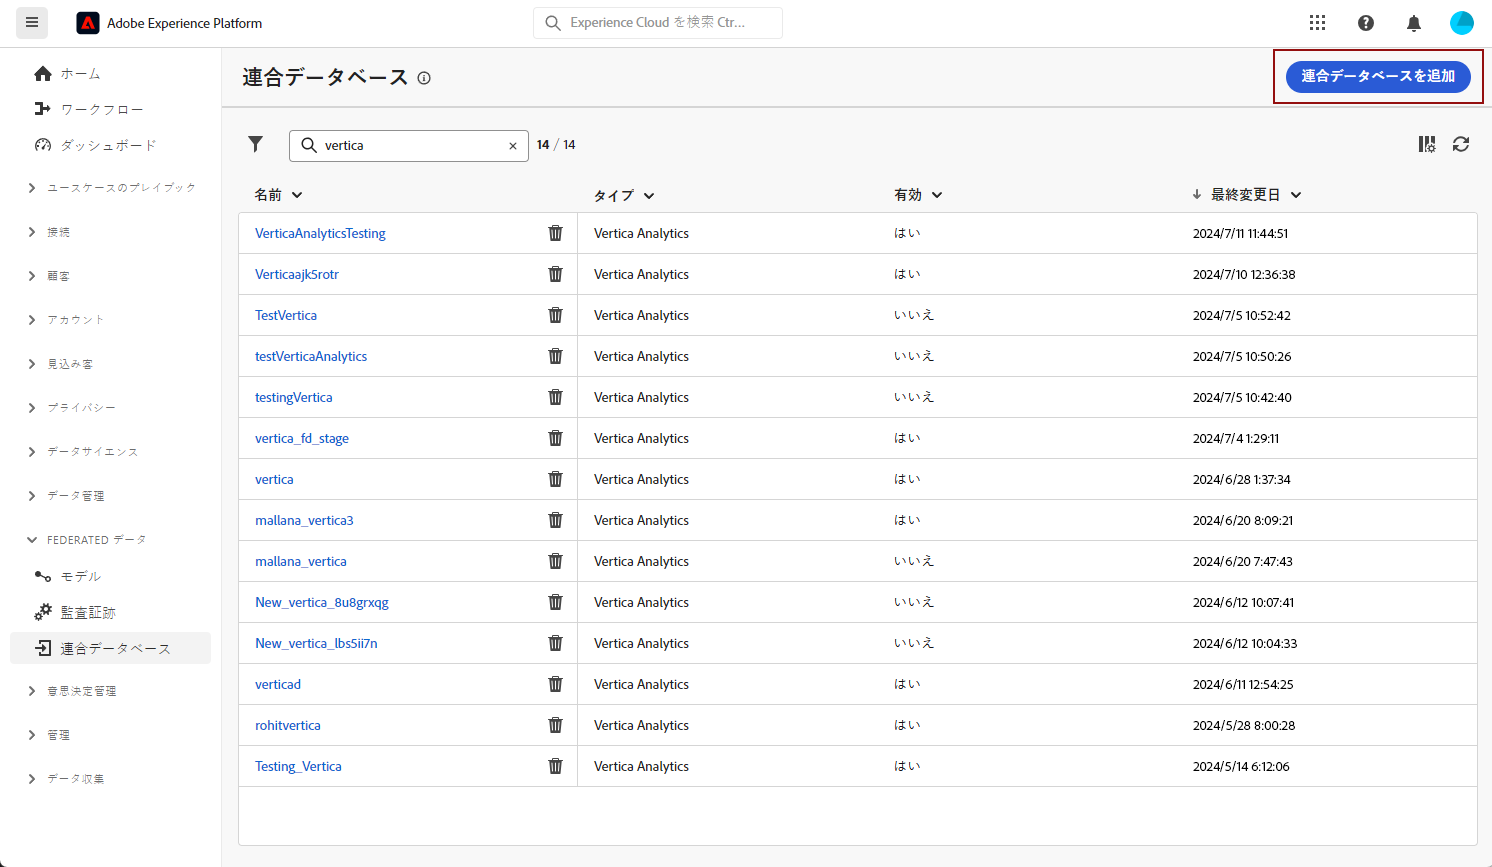 Adobe Experience Platform
Experience Cloud を検索 Ctr...
ホーム
ワークフロー
ダッシュボード
ユースケースのプレイブック
接続
顧客
アカウント
見込み客
プライバシー
データサイエンス
データ管理
FEDERATED データ
モデル
監査証跡
連合データベース
意思決定管理
管理
データ収集
連合データベース
連合データベースを追加
vertica
14 / 14
名前 タイプ 有効 最終変更日
VerticaAnalyticsTesting Vertica Analytics はい 2024/7/11 11:44:51
Verticaajk5rotr Vertica Analytics はい 2024/7/10 12:36:38
TestVertica Vertica Analytics いいえ 2024/7/5 10:52:42
testVerticaAnalytics Vertica Analytics いいえ 2024/7/5 10:50:26
testingVertica Vertica Analytics いいえ 2024/7/5 10:42:40
vertica_fd_stage Vertica Analytics はい 2024/7/4 1:29:11
vertica Vertica Analytics はい 2024/6/28 1:37:34
mallana_vertica3 Vertica Analytics はい 2024/6/20 8:09:21
mallana_vertica Vertica Analytics いいえ 2024/6/20 7:47:43
New_vertica_8u8grxqg Vertica Analytics いいえ 2024/6/12 10:07:41
New_vertica_lbs5ii7n Vertica Analytics いいえ 2024/6/12 10:04:33
verticad Vertica Analytics はい 2024/6/11 12:54:25
rohitvertica Vertica Analytics はい 2024/5/28 8:00:28
Testing_Vertica Vertica Analytics はい 2024/5/14 6:12:06